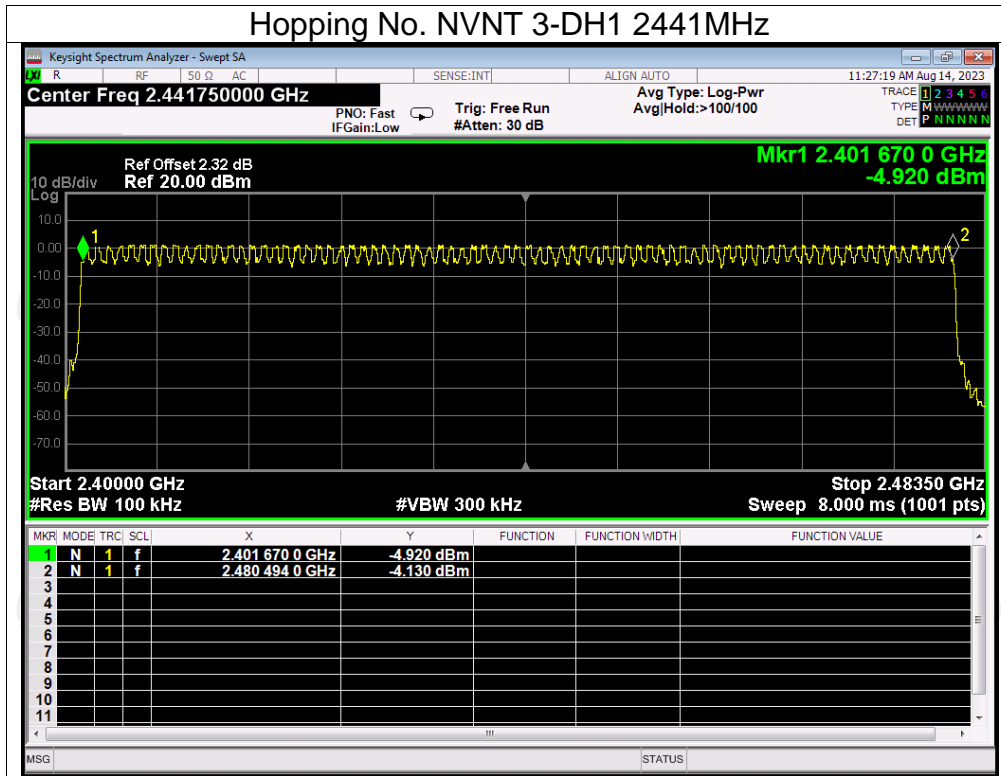 Hopping No. NVNT 3-DH1 2441MHz
Keysight Spectrum Analyzer - Swept SA
LXI R RF 50 Ω AC SENSE:INT ALIGN AUTO 11:27:19 AM Aug 14, 2023
Center Freq 2.441750000 GHz
PNO: Fast
IFGain:Low
Trig: Free Run
#Atten: 30 dB
Avg Type: Log-Pwr
Avg|Hold:>100/100
TRACE 1 2 3 4 5 6
TYPE M WWWWW
DET P N N N N N
Mkr1 2.401 670 0 GHz
-4.920 dBm
Ref Offset 2.32 dB
10 dB/div Ref 20.00 dBm
Log
10.0
0.00
-10.0
-20.0
-30.0
-40.0
-50.0
-60.0
-70.0
1
2
Start 2.40000 GHz Stop 2.48350 GHz
#Res BW 100 kHz #VBW 300 kHz Sweep 8.000 ms (1001 pts)
MKR MODE TRC SCL X Y FUNCTION FUNCTION WIDTH FUNCTION VALUE
1 N 1 f 2.401 670 0 GHz -4.920 dBm
2 N 1 f 2.480 494 0 GHz -4.130 dBm
3
4
5
6
7
8
9
10
11
MSG STATUS